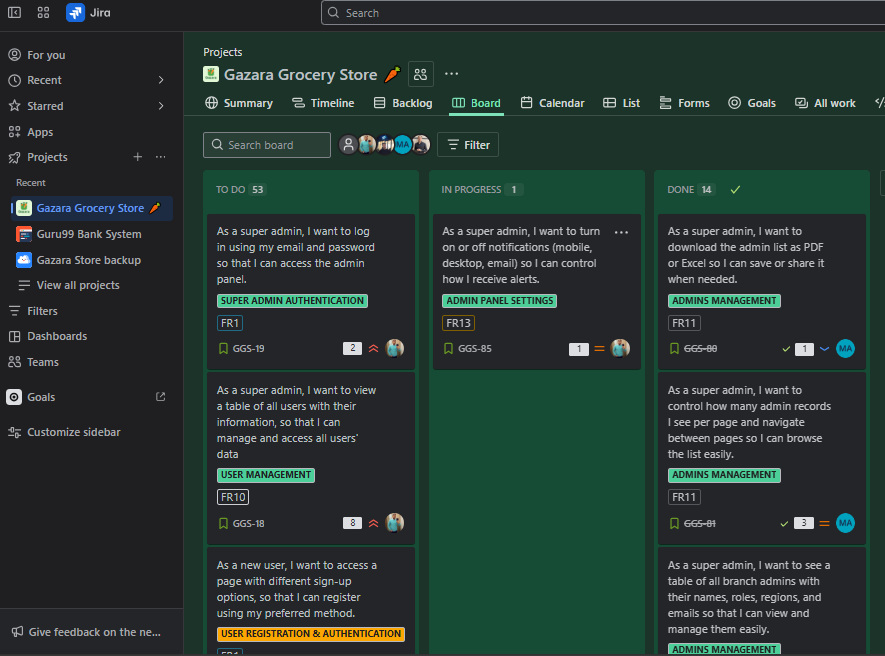 Jira
Search
For you
Recent
Starred
Apps
Projects
Recent
Gazara Grocery Store
Guru99 Bank System
Gazara Store backup
View all projects
Filters
Dashboards
Teams
Goals
Customize sidebar
Give feedback on the ne...
Projects
Gazara Grocery Store
Summary
Timeline
Backlog
Board
Calendar
List
Forms
Goals
All work
Search board
MA
Filter
TO DO 53
As a super admin, I want to log
in using my email and password
so that I can access the admin
panel.
SUPER ADMIN AUTHENTICATION
FR1
GGS-19
2
As a super admin, I want to view
a table of all users with their
information, so that I can
manage and access all users'
data
USER MANAGEMENT
FR10
GGS-18
8
As a new user, I want to access a
page with different sign-up
options, so that I can register
using my preferred method.
USER REGISTRATION & AUTHENTICATION
FR1
IN PROGRESS 1
As a super admin, I want to turn
on or off notifications (mobile,
desktop, email) so I can control
how I receive alerts.
ADMIN PANEL SETTINGS
FR13
GGS-85
1
DONE 14
As a super admin, I want to
download the admin list as PDF
or Excel so I can save or share it
when needed.
ADMINS MANAGEMENT
FR11
GGS-80
1
MA
As a super admin, I want to
control how many admin records
I see per page and navigate
between pages so I can browse
the list easily.
ADMINS MANAGEMENT
FR11
GGS-81
3
MA
As a super admin, I want to see a
table of all branch admins with
their names, roles, regions, and
emails so that I can view and
manage them easily.
ADMINS MANAGEMENT